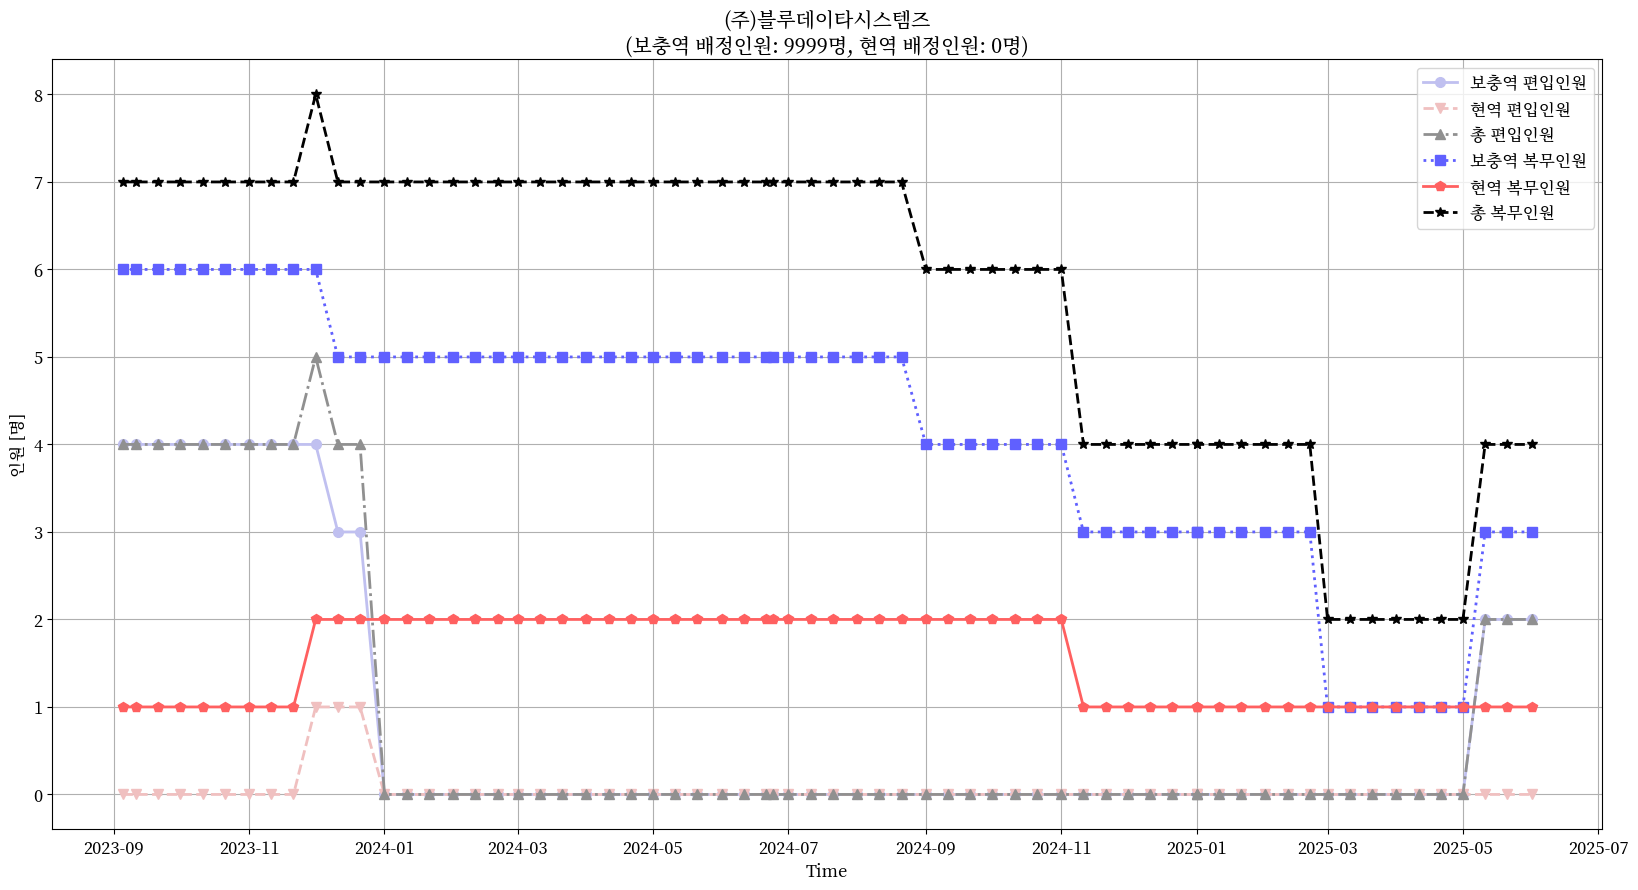 (주)블루데이타시스템즈
(보충역 배정인원: 9999명, 현역 배정인원: 0명)
보충역 편입인원
현역 편입인원
총 편입인원
보충역 복무인원
현역 복무인원
총 복무인원
인원 [명]
8
7
6
5
4
3
2
1
0
2023-09 2023-11 2024-01 2024-03 2024-05 2024-07 2024-09 2024-11 2025-01 2025-03 2025-05 2025-07
Time